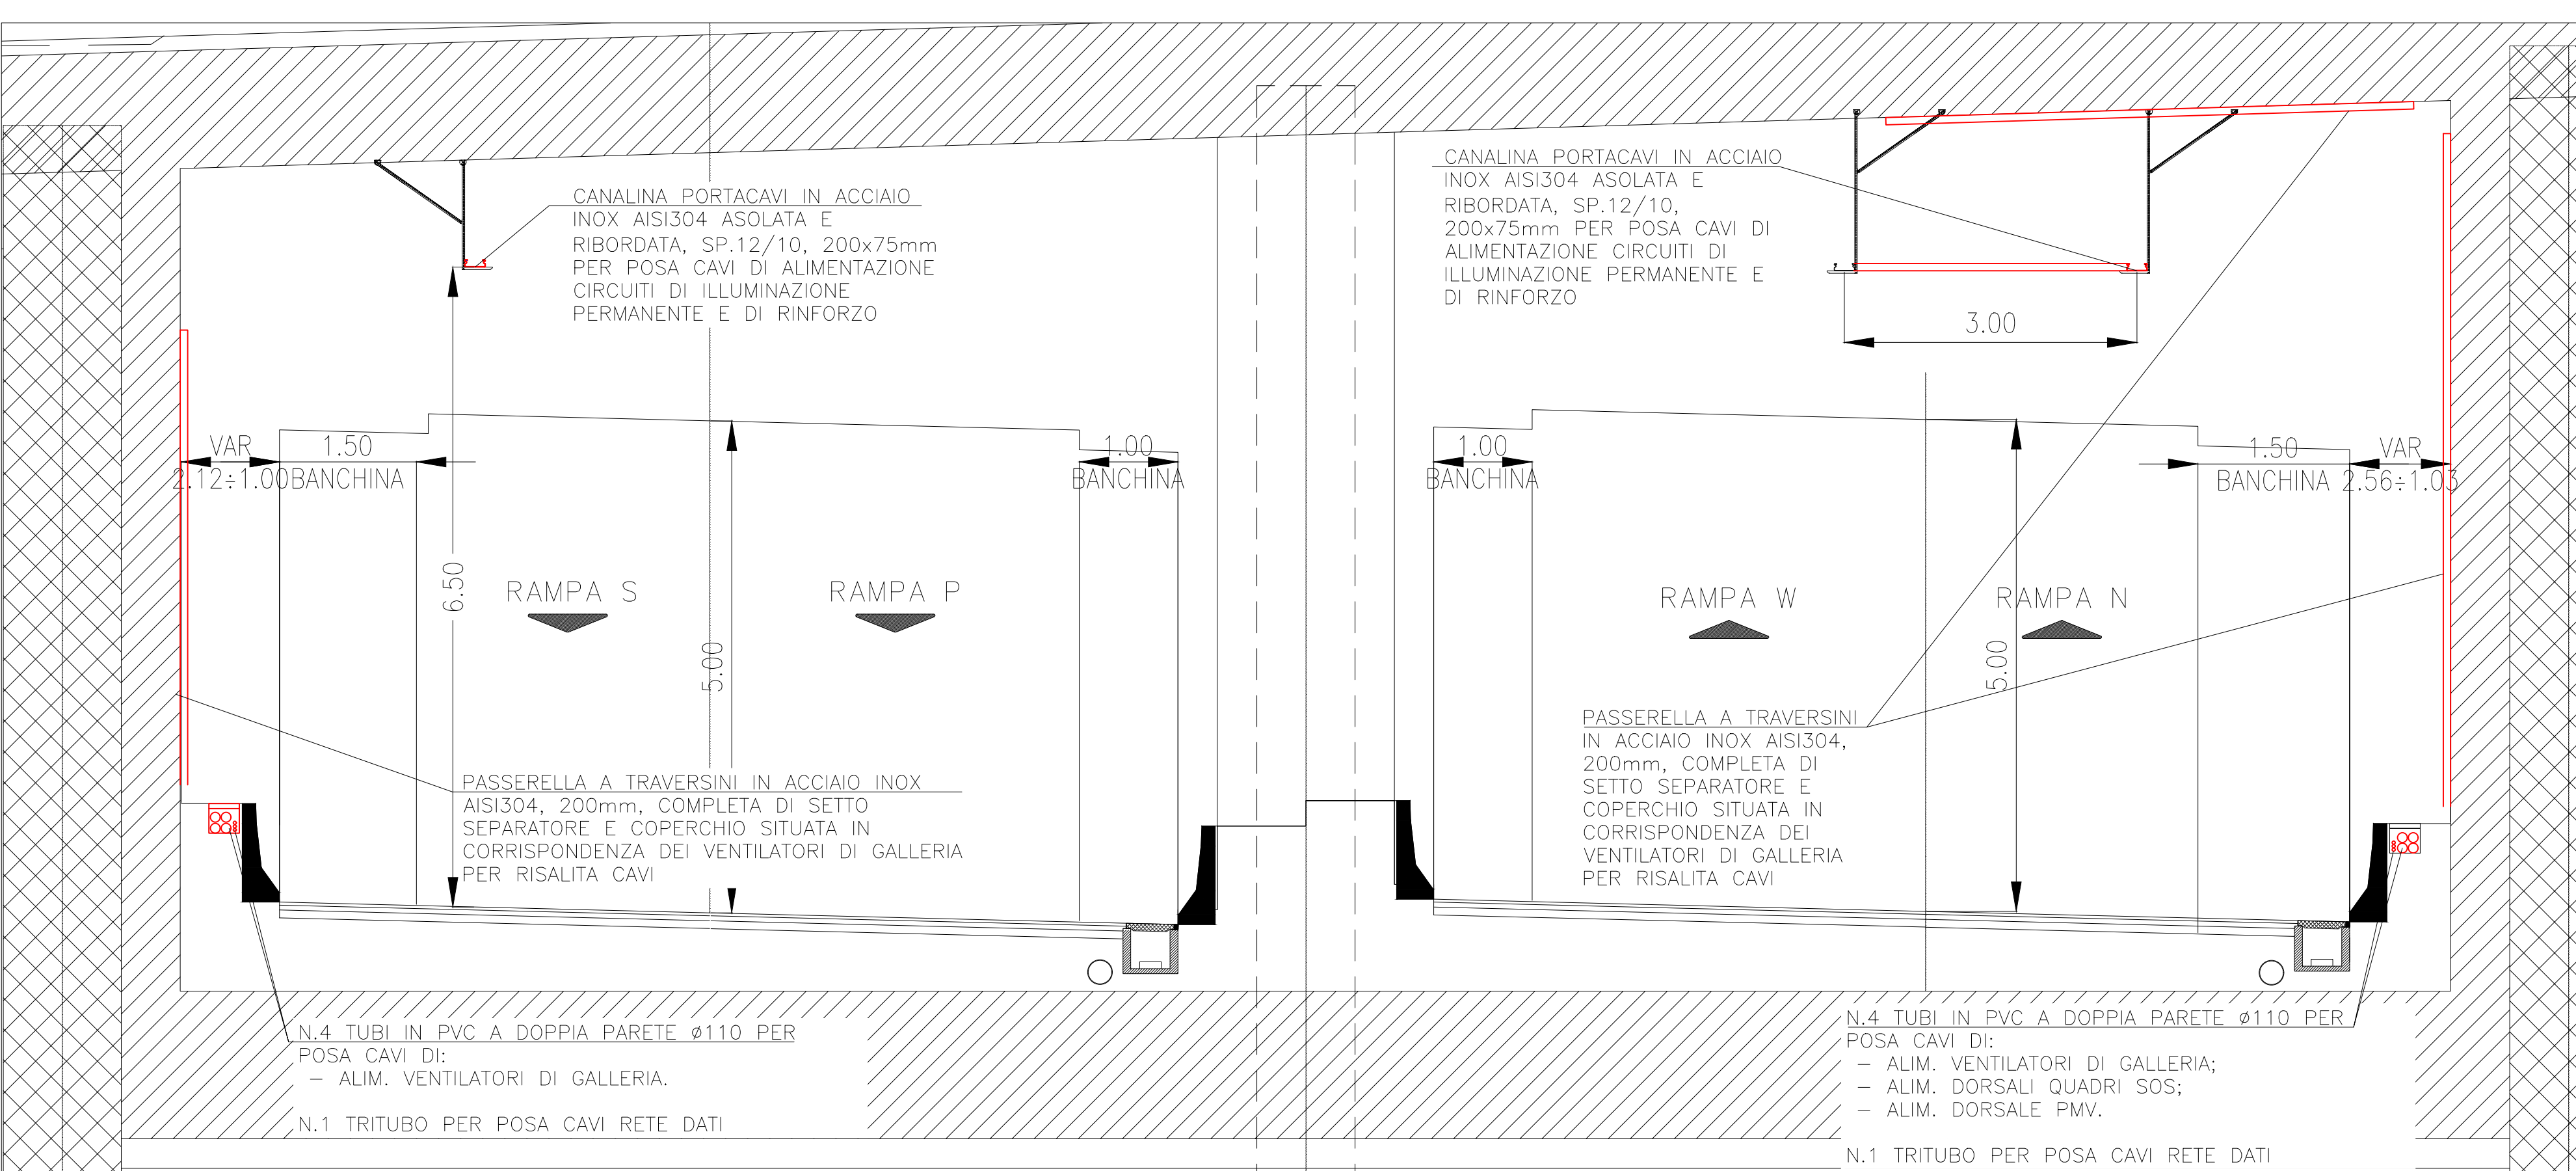 CANALINA PORTACAVI IN ACCIAIO
INOX AISI304 ASOLATA E
RIBORDATA, SP.12/10, 200x75mm
PER POSA CAVI DI ALIMENTAZIONE
CIRCUITI DI ILLUMINAZIONE
PERMANENTE E DI RINFORZO
CANALINA PORTACAVI IN ACCIAIO
INOX AISI304 ASOLATA E
RIBORDATA, SP.12/10,
200x75mm PER POSA CAVI DI
ALIMENTAZIONE CIRCUITI DI
ILLUMINAZIONE PERMANENTE E
DI RINFORZO
3.00
VAR
2.12÷1.00
1.50
BANCHINA
1.00
BANCHINA
1.00
BANCHINA
1.50
BANCHINA
VAR
2.56÷1.03
6.50
RAMPA S
5.00
RAMPA P
RAMPA W
5.00
RAMPA N
PASSERELLA A TRAVERSINI IN ACCIAIO INOX
AISI304, 200mm, COMPLETA DI SETTO
SEPARATORE E COPERCHIO SITUATA IN
CORRISPONDENZA DEI VENTILATORI DI GALLERIA
PER RISALITA CAVI
PASSERELLA A TRAVERSINI
IN ACCIAIO INOX AISI304,
200mm, COMPLETA DI
SETTO SEPARATORE E
COPERCHIO SITUATA IN
CORRISPONDENZA DEI
VENTILATORI DI GALLERIA
PER RISALITA CAVI
N.4 TUBI IN PVC A DOPPIA PARETE ø110 PER
POSA CAVI DI:
– ALIM. VENTILATORI DI GALLERIA.
N.1 TRITUBO PER POSA CAVI RETE DATI
N.4 TUBI IN PVC A DOPPIA PARETE ø110 PER
POSA CAVI DI:
– ALIM. VENTILATORI DI GALLERIA;
– ALIM. DORSALI QUADRI SOS;
– ALIM. DORSALE PMV.
N.1 TRITUBO PER POSA CAVI RETE DATI